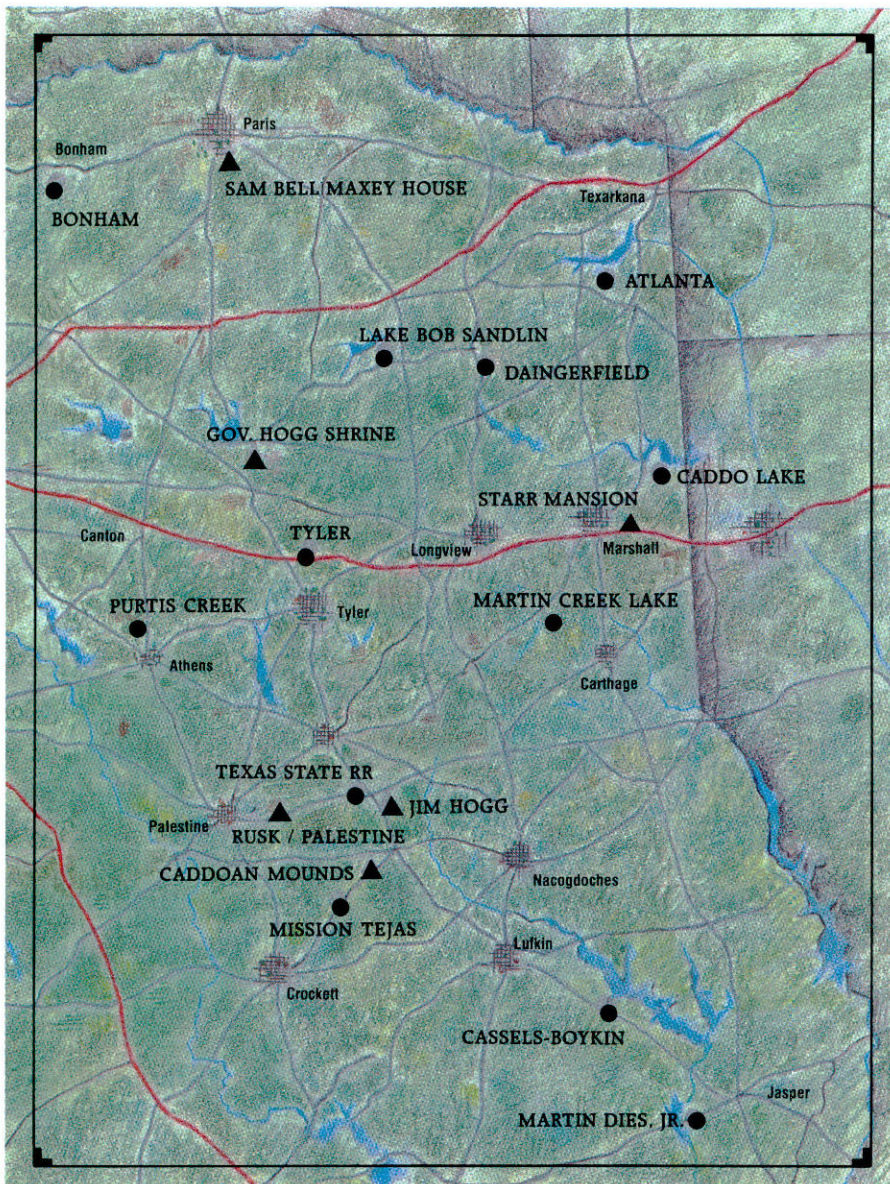 Paris
Bonham
SAM BELL MAXEY HOUSE
BONHAM
Texarkana
ATLANTA
LAKE BOB SANDLIN
DAINGERFIELD
GOV. HOGG SHRINE
CADDO LAKE
STARR MANSION
Canton
TYLER
Longview
Marshall
PURTIS CREEK
Tyler
MARTIN CREEK LAKE
Athens
Carthage
TEXAS STATE RR
JIM HOGG
Palestine
RUSK / PALESTINE
CADDOAN MOUNDS
Nacogdoches
MISSION TEJAS
Lufkin
Crockett
CASSELS-BOYKIN
Jasper
MARTIN DIES, JR.